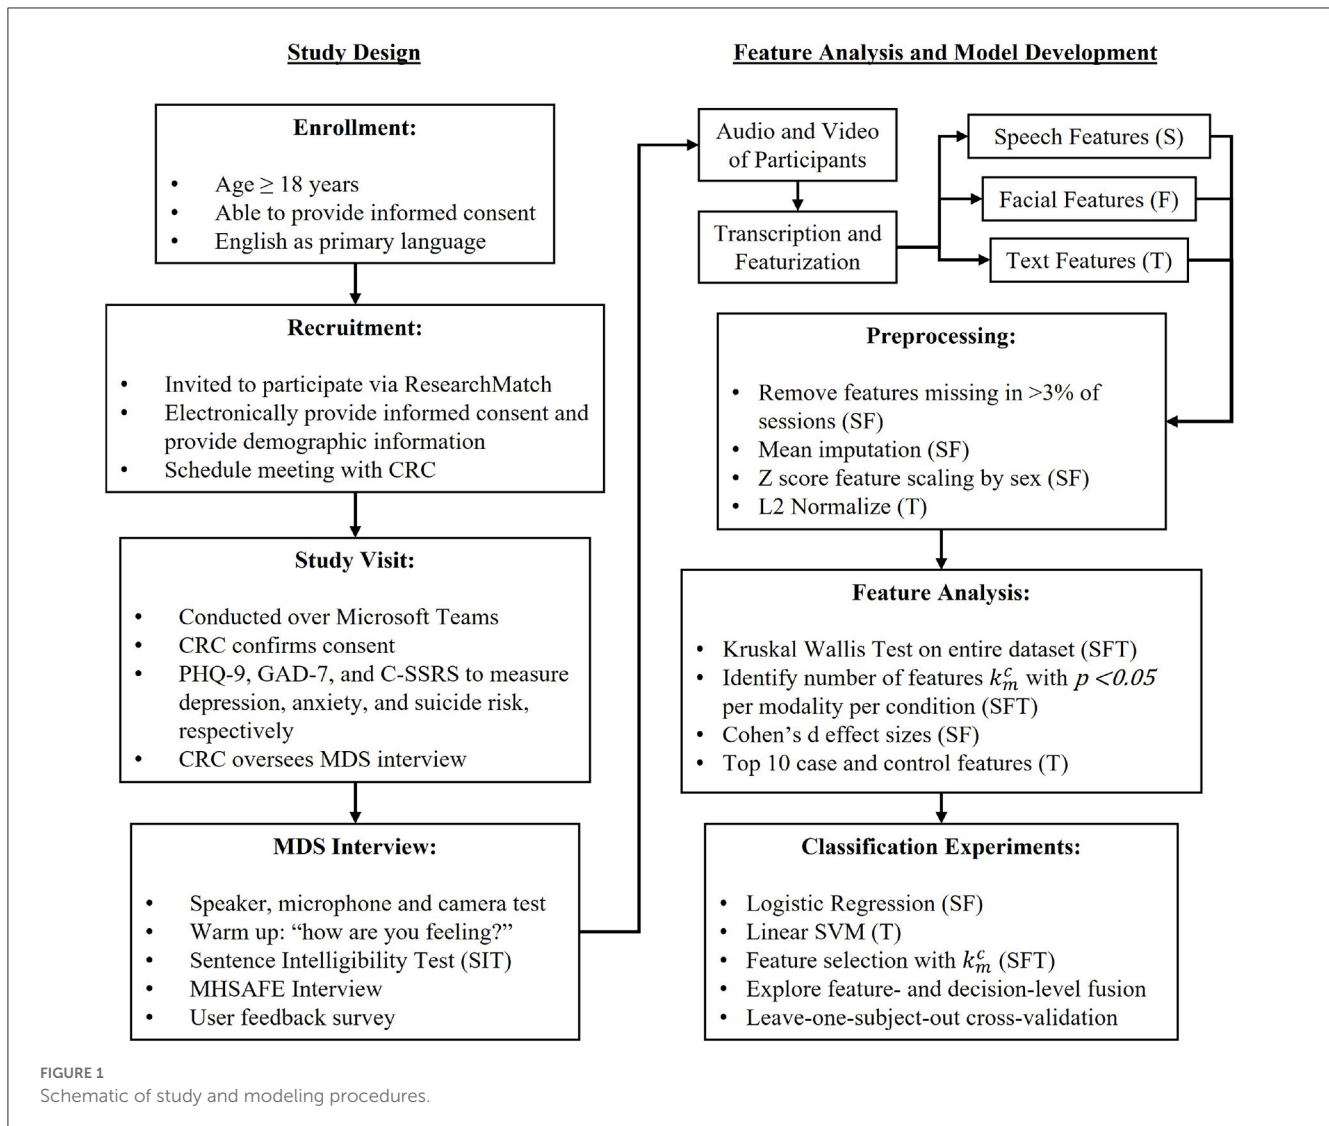 Study Design
Enrollment:
• Age ≥ 18 years
• Able to provide informed consent
• English as primary language
Recruitment:
• Invited to participate via ResearchMatch
• Electronically provide informed consent and
provide demographic information
• Schedule meeting with CRC
Study Visit:
• Conducted over Microsoft Teams
• CRC confirms consent
• PHQ-9, GAD-7, and C-SSRS to measure
depression, anxiety, and suicide risk,
respectively
• CRC oversees MDS interview
MDS Interview:
• Speaker, microphone and camera test
• Warm up: “how are you feeling?”
• Sentence Intelligibility Test (SIT)
• MHSAFE Interview
• User feedback survey
Feature Analysis and Model Development
Audio and Video
of Participants
Transcription and
Featurization
Speech Features (S)
Facial Features (F)
Text Features (T)
Preprocessing:
• Remove features missing in >3% of
sessions (SF)
• Mean imputation (SF)
• Z score feature scaling by sex (SF)
• L2 Normalize (T)
Feature Analysis:
• Kruskal Wallis Test on entire dataset (SFT)
• Identify number of features $k_m^c$ with p <0.05
per modality per condition (SFT)
• Cohen’s d effect sizes (SF)
• Top 10 case and control features (T)
Classification Experiments:
• Logistic Regression (SF)
• Linear SVM (T)
• Feature selection with $k_m^c$ (SFT)
• Explore feature- and decision-level fusion
• Leave-one-subject-out cross-validation
FIGURE 1
Schematic of study and modeling procedures.